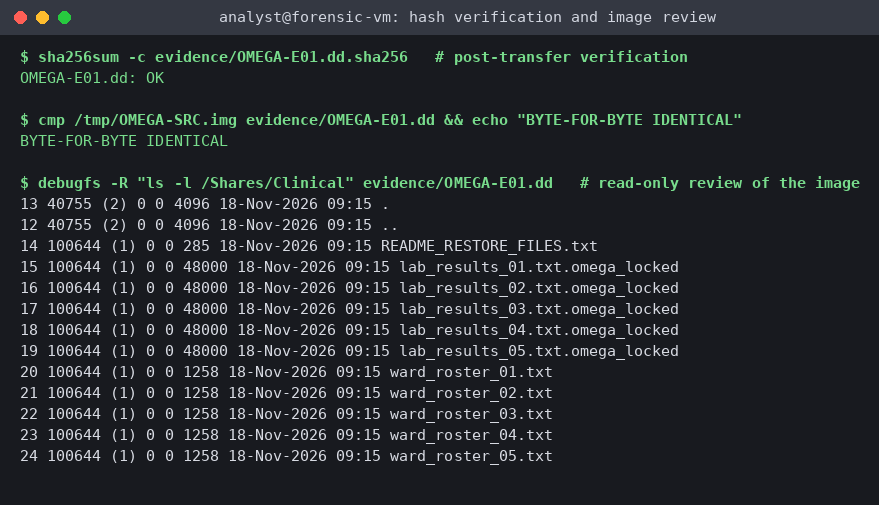 analyst@forensic-vm: hash verification and image review
$ sha256sum -c evidence/OMEGA-E01.dd.sha256   # post-transfer verification
OMEGA-E01.dd: OK
$ cmp /tmp/OMEGA-SRC.img evidence/OMEGA-E01.dd && echo "BYTE-FOR-BYTE IDENTICAL"
BYTE-FOR-BYTE IDENTICAL
$ debugfs -R "ls -l /Shares/Clinical" evidence/OMEGA-E01.dd   # read-only review of the image
13 40755 (2) 0 0 4096 18-Nov-2026 09:15 .
12 40755 (2) 0 0 4096 18-Nov-2026 09:15 ..
14 100644 (1) 0 0 285 18-Nov-2026 09:15 README_RESTORE_FILES.txt
15 100644 (1) 0 0 48000 18-Nov-2026 09:15 lab_results_01.txt.omega_locked
16 100644 (1) 0 0 48000 18-Nov-2026 09:15 lab_results_02.txt.omega_locked
17 100644 (1) 0 0 48000 18-Nov-2026 09:15 lab_results_03.txt.omega_locked
18 100644 (1) 0 0 48000 18-Nov-2026 09:15 lab_results_04.txt.omega_locked
19 100644 (1) 0 0 48000 18-Nov-2026 09:15 lab_results_05.txt.omega_locked
20 100644 (1) 0 0 1258 18-Nov-2026 09:15 ward_roster_01.txt
21 100644 (1) 0 0 1258 18-Nov-2026 09:15 ward_roster_02.txt
22 100644 (1) 0 0 1258 18-Nov-2026 09:15 ward_roster_03.txt
23 100644 (1) 0 0 1258 18-Nov-2026 09:15 ward_roster_04.txt
24 100644 (1) 0 0 1258 18-Nov-2026 09:15 ward_roster_05.txt